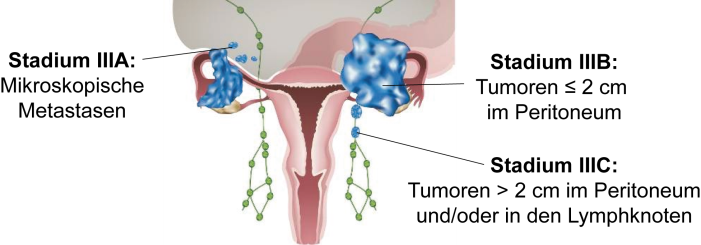 Stadium IIIA:
Mikroskopische
Metastasen
Stadium IIIB:
Tumoren ≤ 2 cm
im Peritoneum
Stadium IIIC:
Tumoren > 2 cm im Peritoneum
und/oder in den Lymphknoten